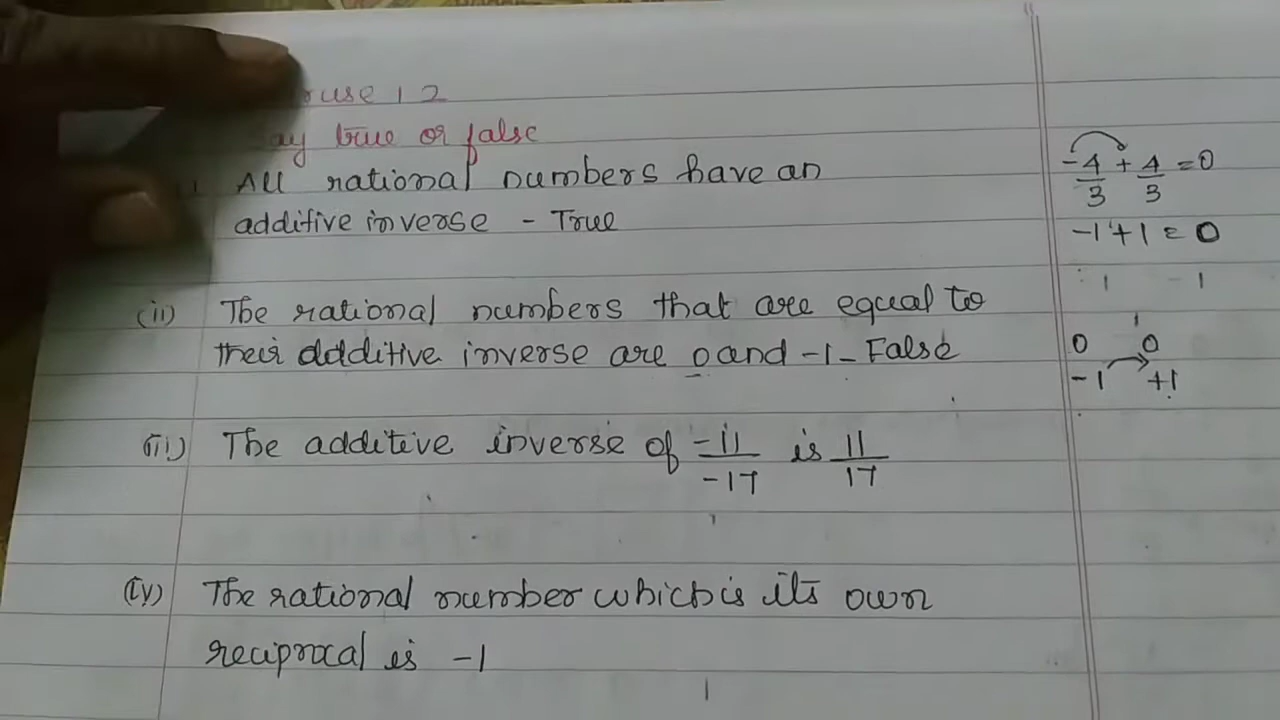 ruse 1 2
ay true or false
All rational numbers have an
additive inverse - True
(ii) The rational numbers that are equal to
their additive inverse are 0 and -1 - False
(iii) The additive inverse of -11/-17 is 11/17
(iv) The rational number which is its own
reciprocal is -1
-4/3 + 4/3 = 0
-1 + 1 = 0
1 1
0 0
-1 +1